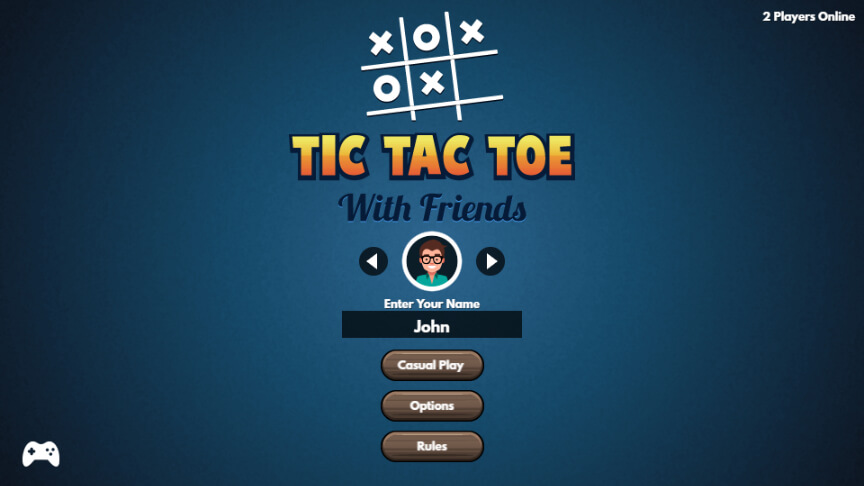 2 Players Online
X O X
O X
TIC TAC TOE
With Friends
Enter Your Name
John
Casual Play
Options
Rules